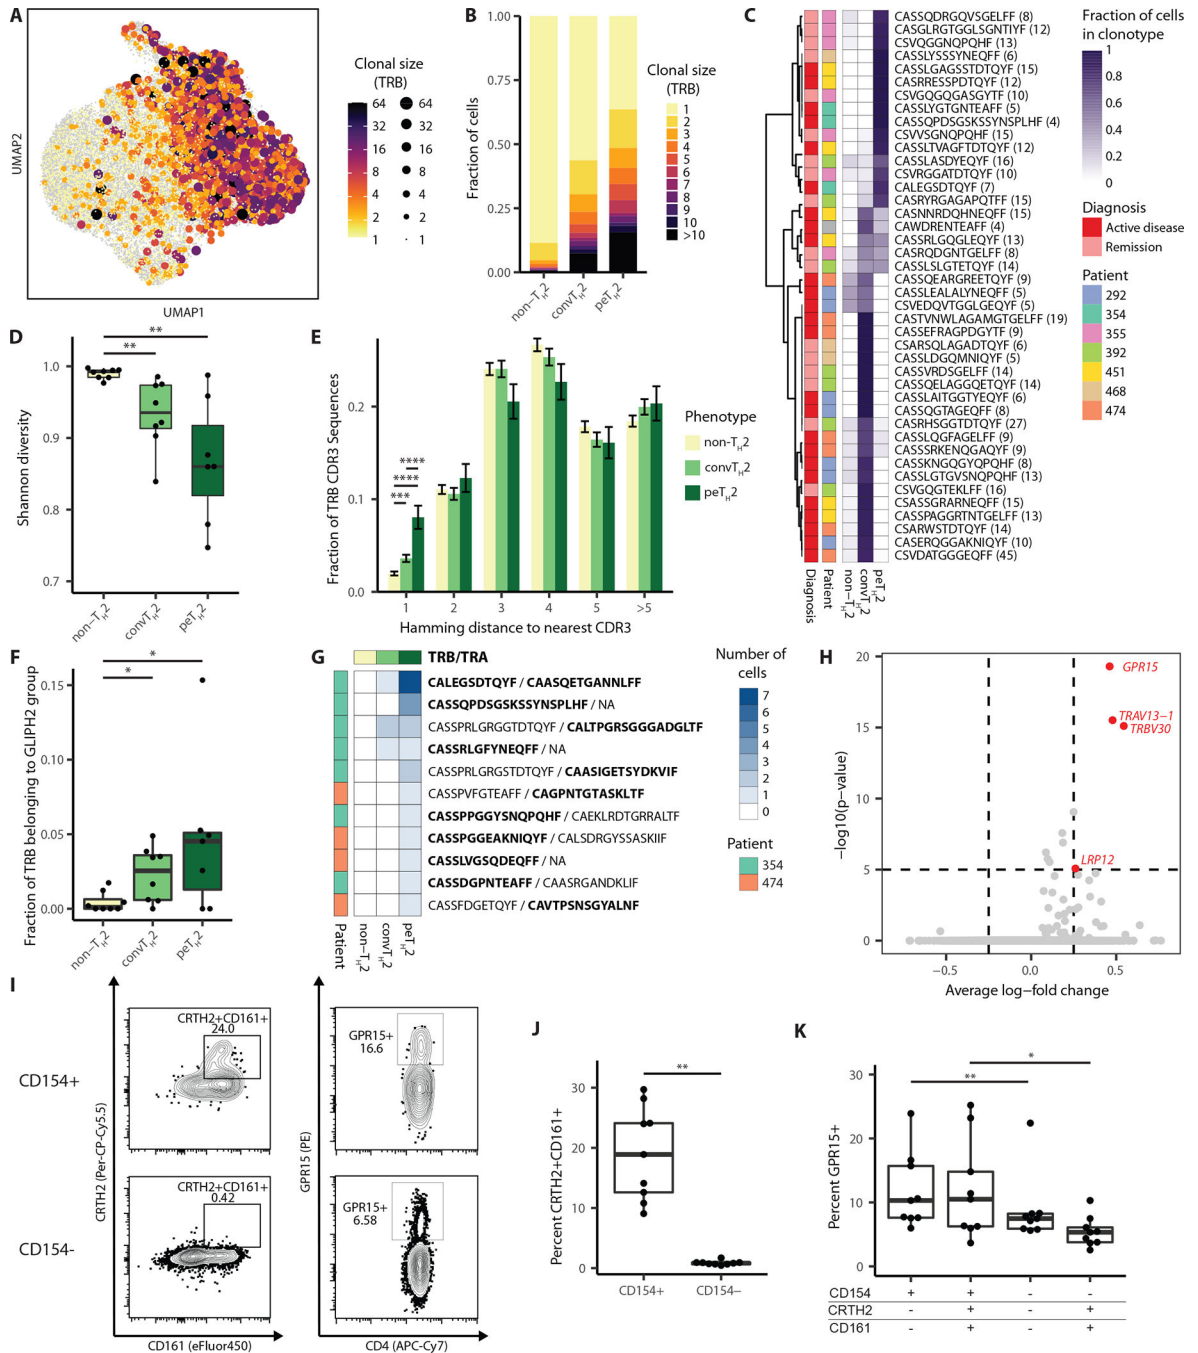 A
Clonal size
(TRB)
64
32
16
8
4
2
1
64
32
16
8
4
2
1
UMAP2
UMAP1
B
Fraction of cells
1.00
0.75
0.50
0.25
0.00
non−TH2
convTH2
peTH2
Clonal size
(TRB)
1
2
3
4
5
6
7
8
9
10
>10
C
CASSQDRGQVSGELFF (8)
CASGLRGTGGLSGNTIYF (12)
CSVQGGNQPQHF (13)
CASSLYSSSYNEQFF (6)
CASSLGAGSSTDTQYF (15)
CASRRESSPDTQYF (12)
CSVGQGQGASGYTF (10)
CASSLYGTGNTEAFF (5)
CASSQPDSGSKSSYNSPLHF (4)
CSVVSGNQPQHF (15)
CASSLTVAGFTDTQYF (12)
CASSLASDYEQYF (16)
CSVRGGATDTQYF (10)
CALEGSDTQYF (7)
CASRYRGAGAPQTFF (15)
CASNNRDQHNEQFF (15)
CAWDRENTEAFF (4)
CASSRLGQGLEQYF (13)
CASRQDGNTGELFF (8)
CASSLSLGTETQYF (14)
CASSQEARGREETQYF (9)
CASSLEALALYNEQFF (5)
CSVEDQVTGGLGEQYF (5)
CASTVNWLAGAMGTGELFF (19)
CASSEFRAGPDGYTF (9)
CSARSQLAGADTQYF (6)
CASSLDGQMNIQYF (5)
CASSVRDSGELFF (14)
CASSQELAGGQETQYF (14)
CASSLAITGGTYEQYF (6)
CASSQGTAGEQFF (8)
CASRHSGGTDTQYF (27)
CASSLQGFAGELFF (9)
CASSSRKENQGAQYF (9)
CASSKNGQGYQPQHF (8)
CASSLGTGVSNQPQHF (13)
CSVGQGTEKLFF (16)
CSASSGRARNEQFF (15)
CASSPAGGRTNTGELFF (13)
CSARWSTDTQYF (14)
CASERQGGAKNIQYF (10)
CSVDATGGGEQFF (45)
Diagnosis
Patient
non−TH2
convTH2
peTH2
Fraction of cells
in clonotype
1
0.8
0.6
0.4
0.2
0
Diagnosis
Active disease
Remission
Patient
292
354
355
392
451
468
474
D
Shannon diversity
1.0
0.9
0.8
0.7
**
**
non−TH2
convTH2
peTH2
E
Fraction of TRB CDR3 Sequences
0.2
0.1
0.0
****
****
***
1
2
3
4
5
>5
Hamming distance to nearest CDR3
Phenotype
non−TH2
convTH2
peTH2
F
Fraction of TRB belonging to GLIPH2 group
0.15
0.10
0.05
0.00
*
*
non−TH2
convTH2
peTH2
G
TRB/TRA
CALEGSDTQYF / CAASQETGANNLFF
CASSQPDSGSKSSYNSPLHF / NA
CASSPRLGRGGTDTQYF / CALTPGRSGGGADGLTF
CASSRLGFYNEQFF / NA
CASSPRLGRGSTDTQYF / CAASIGETSYDKVIF
CASSPVFGTEAFF / CAGPNTGTASKLTF
CASSPPGGYSNQPQHF / CAEKLRDTGRRALTF
CASSPGGEAKNIQYF / CALSDRGYSSASKIIF
CASSLVGSQDEQFF / NA
CASSDGPNTEAFF / CAASRGANDKLIF
CASSFDGETQYF / CAVTPSNSGYALNF
Patient
non−TH2
convTH2
peTH2
Number of
cells
7
6
5
4
3
2
1
0
Patient
354
474
H
−log10(p−value)
20
15
10
5
0
GPR15
TRAV13−1
TRBV30
LRP12
−0.5
0.0
0.5
Average log−fold change
I
CD154+
CD154-
CRTH2 (Per-CP-Cy5.5)
CRTH2+CD161+
24.0
CRTH2+CD161+
0.42
CD161 (eFluor450)
GPR15 (PE)
GPR15+
16.6
GPR15+
6.58
CD4 (APC-Cy7)
J
Percent CRTH2+CD161+
30
20
10
0
**
CD154+
CD154−
K
Percent GPR15+
30
20
10
0
**
*
CD154 + + - -
CRTH2 - + - +
CD161 - + - +